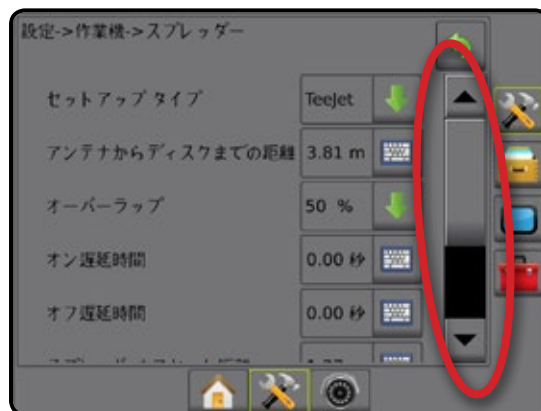 設定->作業機->スプレッダー
セットアップ タイプ TeeJet
アンテナからディスクまでの距離 3.81 m
オーバーラップ 50 %
オン遅延時間 0.00 秒
オフ遅延時間 0.00 秒